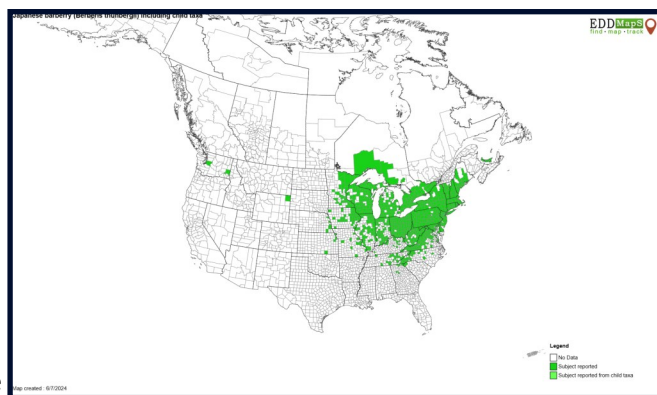 Japanese barberry (Berberis thunbergii) including child taxa
EDDMapS
find • map • track
Legend
No Data
Subject reported
Subject reported from child taxa
Map created : 6/7/2024